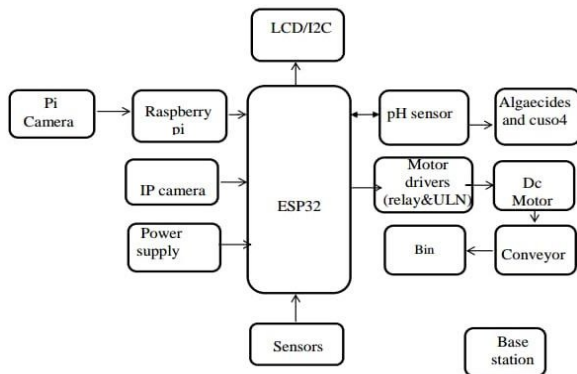 LCD/I2C
Pi
Camera
Raspberry
pi
pH sensor
Algaecides
and cuso4
IP camera
ESP32
Motor
drivers
(relay&ULN)
Dc
Motor
Power
supply
Bin
Conveyor
Sensors
Base
station